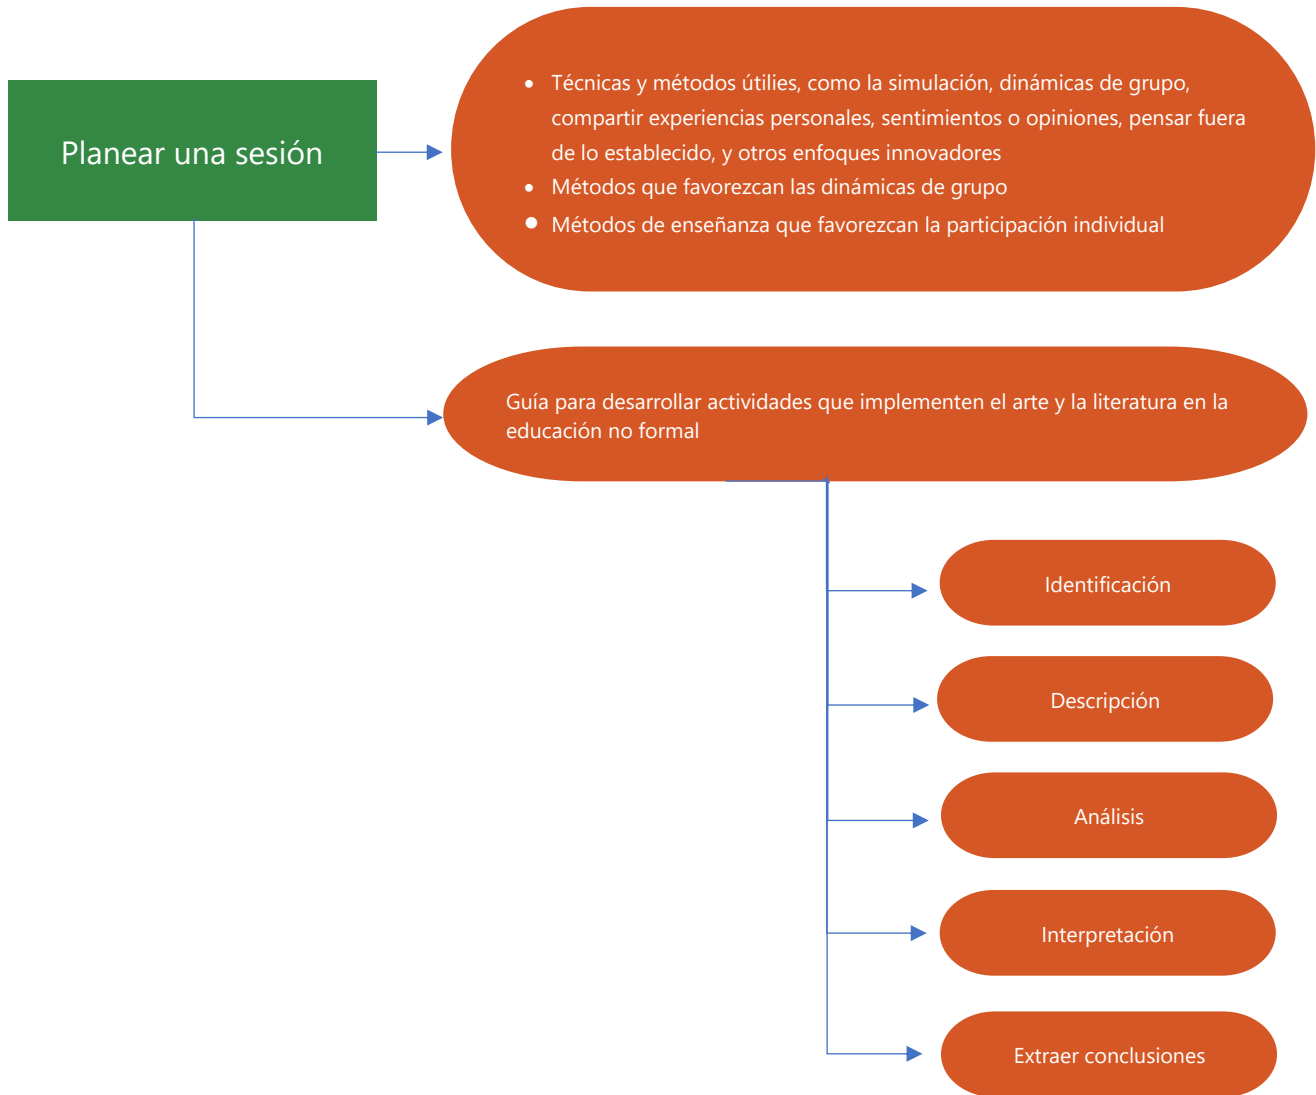 Planear una sesión
• Técnicas y métodos útilies, como la simulación, dinámicas de grupo,
compartir experiencias personales, sentimientos o opiniones, pensar fuera
de lo establecido, y otros enfoques innovadores
• Métodos que favorezcan las dinámicas de grupo
• Métodos de enseñanza que favorezcan la participación individual
Guía para desarrollar actividades que implementen el arte y la literatura en la
educación no formal
Identificación
Descripción
Análisis
Interpretación
Extraer conclusiones